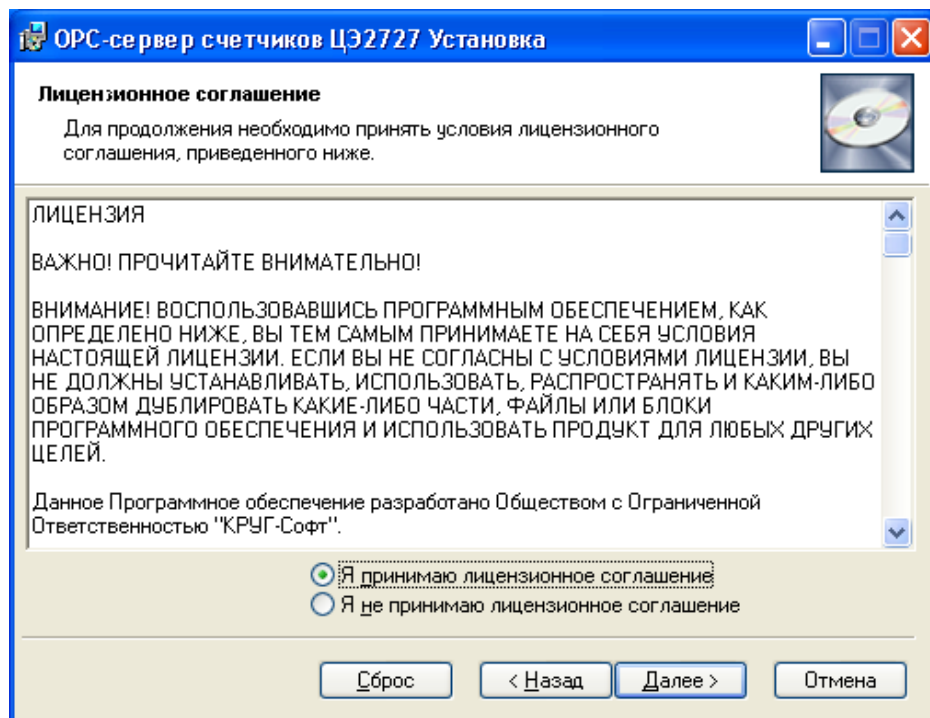 OPC-сервер счетчиков ЦЭ2727 Установка
Лицензионное соглашение
Для продолжения необходимо принять условия лицензионного
соглашения, приведенного ниже.
ЛИЦЕНЗИЯ
ВАЖНО! ПРОЧИТАЙТЕ ВНИМАТЕЛЬНО!
ВНИМАНИЕ! ВОСПОЛЬЗОВАВШИСЬ ПРОГРАММНЫМ ОБЕСПЕЧЕНИЕМ, КАК
ОПРЕДЕЛЕНО НИЖЕ, ВЫ ТЕМ САМЫМ ПРИНИМАЕТЕ НА СЕБЯ УСЛОВИЯ
НАСТОЯЩЕЙ ЛИЦЕНЗИИ. ЕСЛИ ВЫ НЕ СОГЛАСНЫ С УСЛОВИЯМИ ЛИЦЕНЗИИ, ВЫ
НЕ ДОЛЖНЫ УСТАНАВЛИВАТЬ, ИСПОЛЬЗОВАТЬ, РАСПРОСТРАНЯТЬ И КАКИМ-ЛИБО
ОБРАЗОМ ДУБЛИРОВАТЬ КАКИЕ-ЛИБО ЧАСТИ, ФАЙЛЫ ИЛИ БЛОКИ
ПРОГРАММНОГО ОБЕСПЕЧЕНИЯ И ИСПОЛЬЗОВАТЬ ПРОДУКТ ДЛЯ ЛЮБЫХ ДРУГИХ
ЦЕЛЕЙ.
Данное Программное обеспечение разработано Обществом с Ограниченной
Ответственностью "КРУГ-Софт".
Я принимаю лицензионное соглашение
Я не принимаю лицензионное соглашение
Сброс
< Назад
Далее >
Отмена